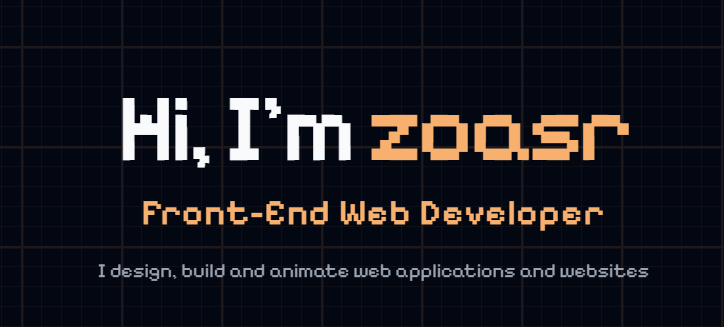 Hi, I'm zoasr
Front-End Web Developer
I design, build and animate web applications and websites